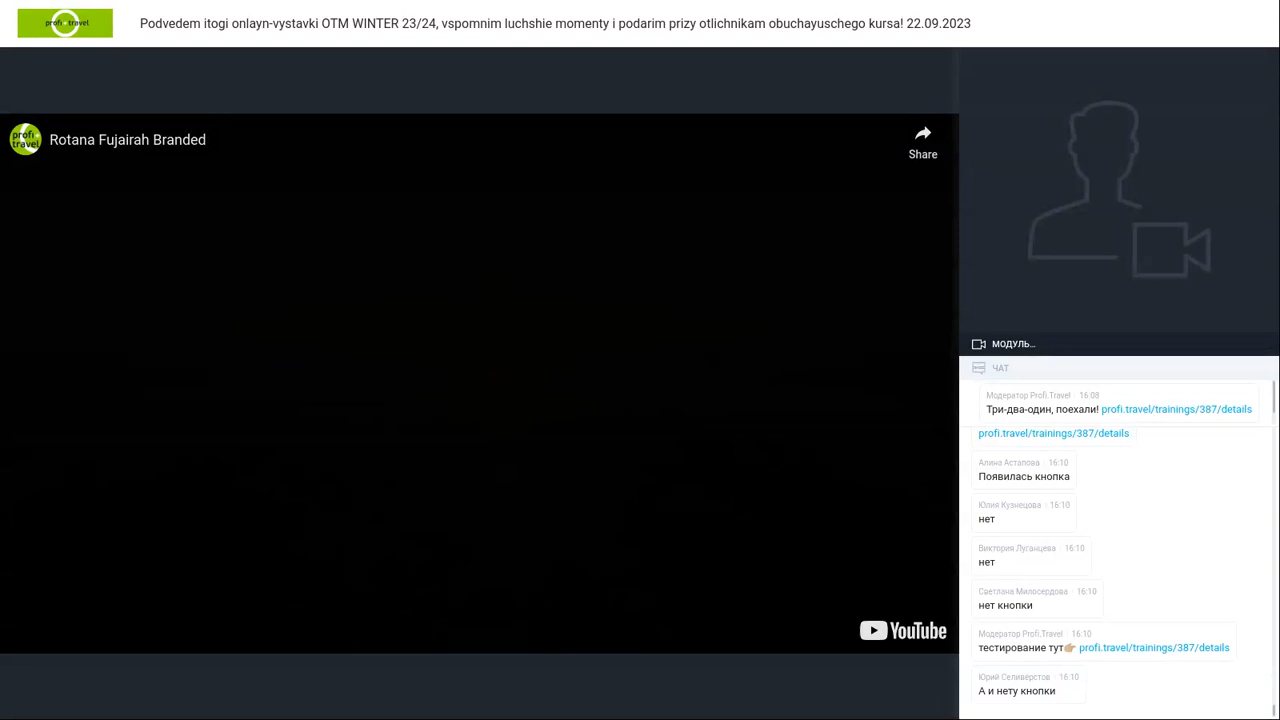 profi travel
Podvedem itogi onlayn-vystavki OTM WINTER 23/24, vspomnim luchshie momenty i podarim prizy otlichnikam obuchayuschego kursa! 22.09.2023
profi travel
Rotana Fujairah Branded
Share
YouTube
МОДУЛЬ...
ЧАТ
Модератор Profi.Travel 16:08
Три-два-один, поехали! profi.travel/trainings/387/details
profi.travel/trainings/387/details
Алина Асталова 16:10
Появилась кнопка
Юлия Кузнецова 16:10
нет
Виктория Луганцева 16:10
нет
Светлана Милосердова 16:10
нет кнопки
Модератор Profi.Travel 16:10
тестирование тут👉🏼 profi.travel/trainings/387/details
Юрий Селиверстов 16:10
А и нету кнопки